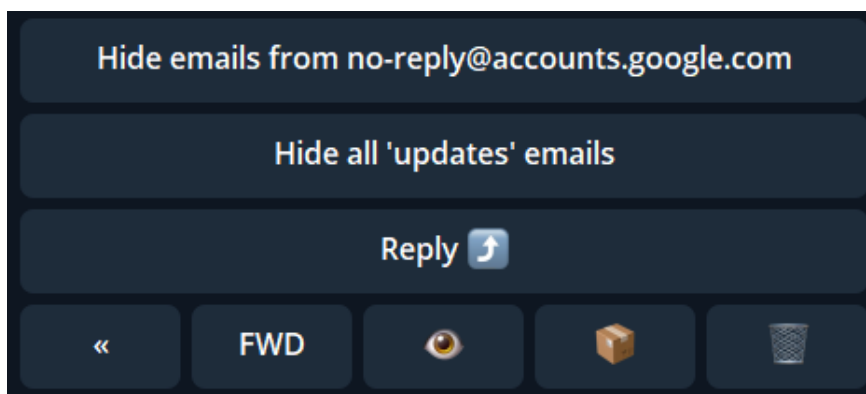 Hide emails from no-reply@accounts.google.com
Hide all 'updates' emails
Reply ⤴️
« FWD 👁️ 📦 🗑️